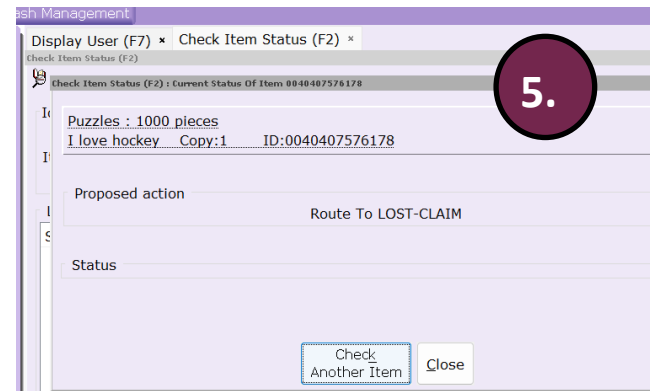 ash Management
Display User (F7) × Check Item Status (F2) ×
Check Item Status (F2)
Check Item Status (F2) : Current Status Of Item 0040407576178
5.
Puzzles : 1000 pieces
I love hockey Copy:1 ID:0040407576178
Proposed action
Route To LOST-CLAIM
Status
Check
Another Item
Close